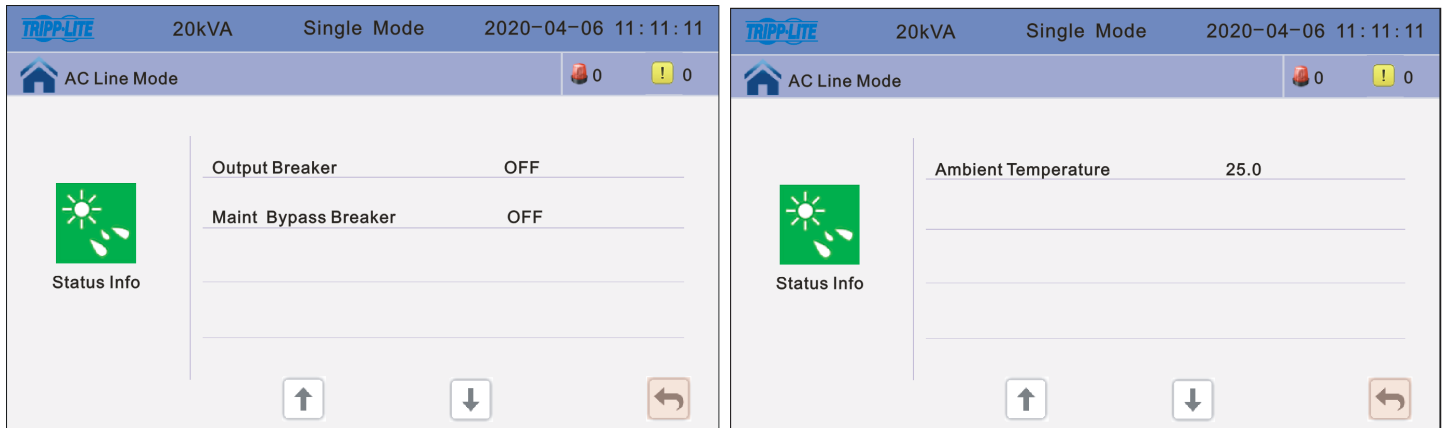 TRIPP-LITE 20kVA Single Mode 2020-04-06 11:11:11
AC Line Mode 0 ! 0
Output Breaker OFF
Maint Bypass Breaker OFF
Status Info
TRIPP-LITE 20kVA Single Mode 2020-04-06 11:11:11
AC Line Mode 0 ! 0
Ambient Temperature 25.0
Status Info